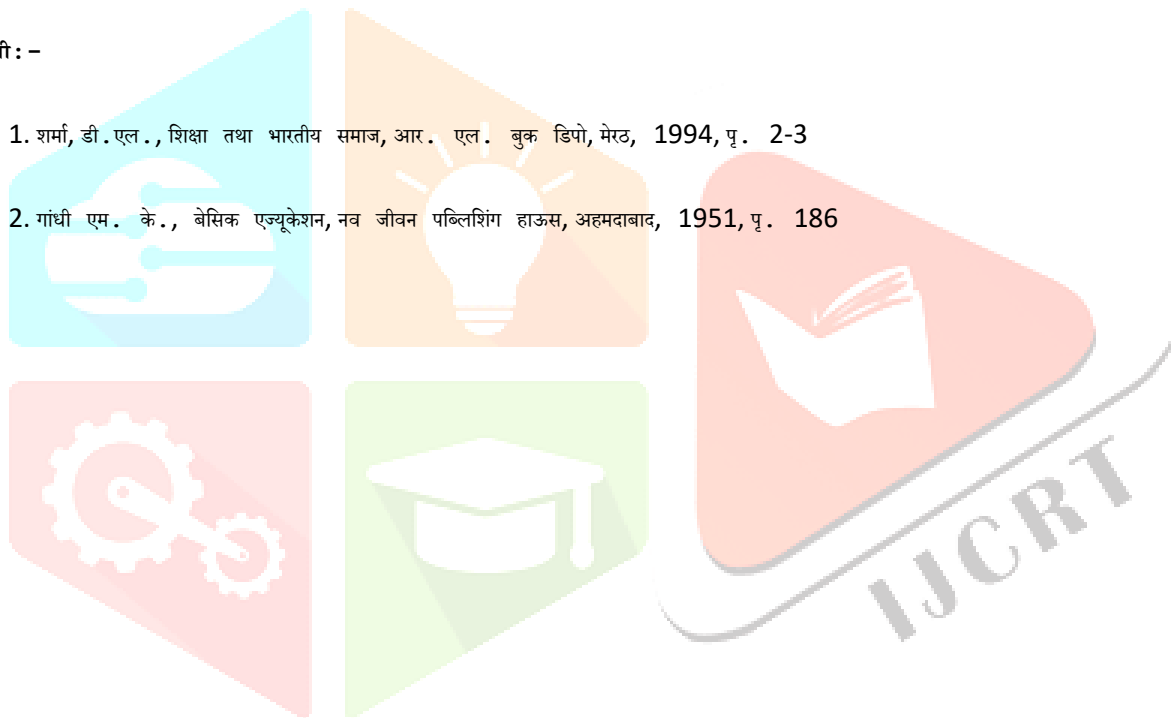 ी:–
1. शर्मा, डी.एल., शिक्षा तथा भारतीय समाज, आर. एल. बुक डिपो, मेरठ, 1994, पृ. 2-3
2. गांधी एम. के., बेसिक एज्यूकेशन, नव जीवन पब्लिशिंग हाऊस, अहमदाबाद, 1951, पृ. 186
IJCRT